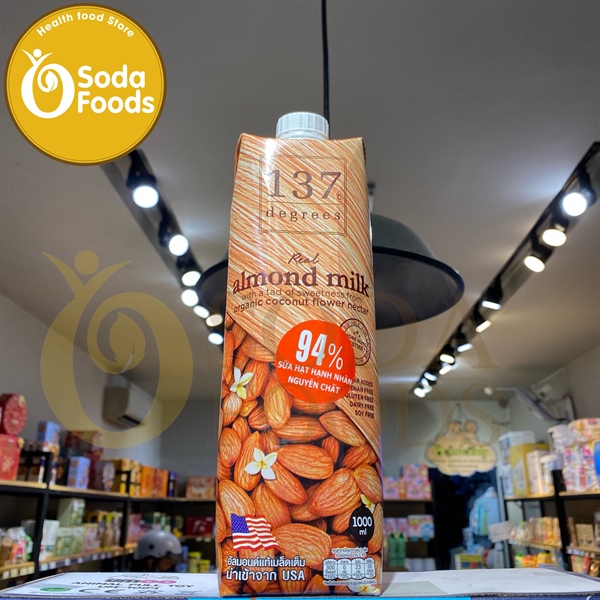 Health food Store
Soda
Foods
137°c
degrees
Real
almond milk
with a tad of sweetness from
organic coconut flower nectar
94%
SỮA HẠT HẠNH NHÂN
NGUYÊN CHẤT
GLUTEN FREE
DAIRY FREE
SOY FREE
1000
ml
อัลมอนด์แท้เมล็ดเต็ม
นำเข้าจาก USA
SODA
FOODS